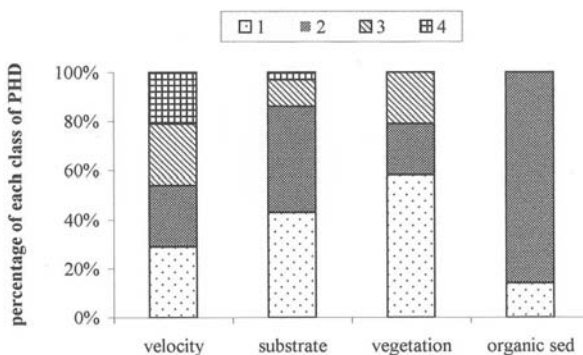 1 2 3 4
percentage of each class of PHD
100%
80%
60%
40%
20%
0%
velocity substrate vegetation organic sed